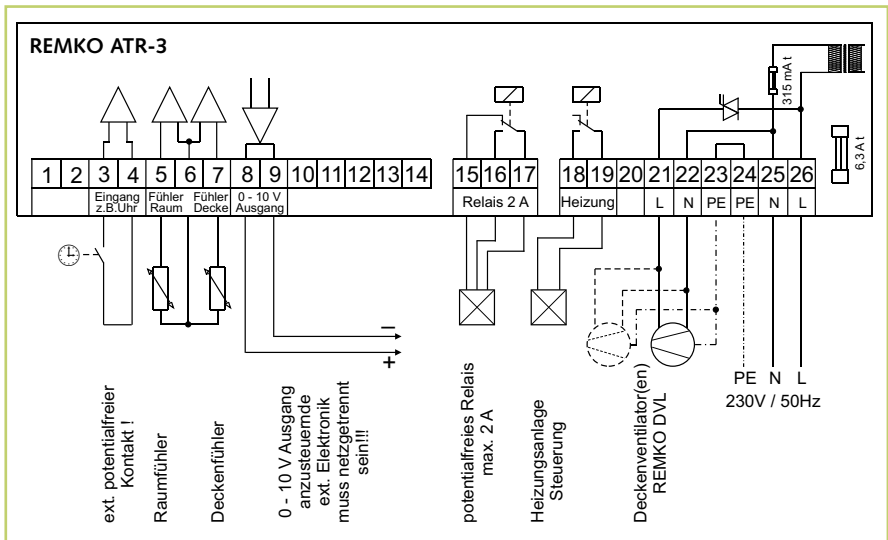 REMKO ATR-3
315 mA t
6,3 A t
1 2 3 4 5 6 7 8 9 10 11 12 13 14 15 16 17 18 19 20 21 22 23 24 25 26
Eingang
z.B.Uhr
Fühler
Raum
Fühler
Decke
0 - 10 V
Ausgang
Relais 2 A
Heizung
L N PE PE N L
–
+
PE N L
230V / 50Hz
ext. potentialfreier
Kontakt !
Raumfühler
Deckenfühler
0 - 10 V Ausgang
anzusteuernde
ext. Elektronik
muss netzgetrennt
sein!!!
potentialfreies Relais
max. 2 A
Heizungsanlage
Steuerung
Deckenventilator(en)
REMKO DVL